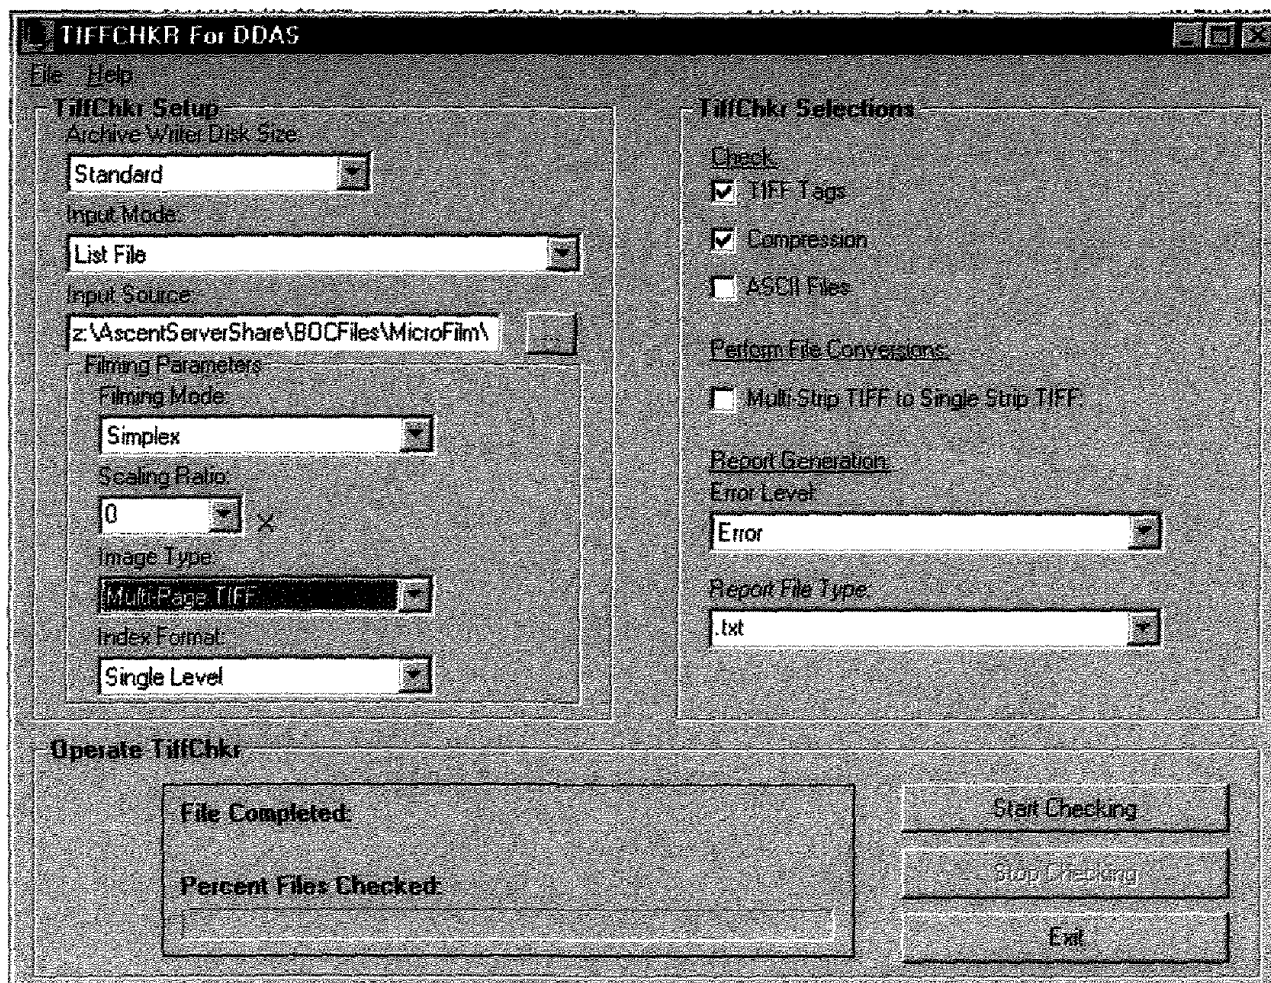 TIFFCHKR For DDAS
File Help
TiffChkr Setup
Archive Writer Disk Size:
Standard
Input Mode:
List File
Input Source:
z:\AscentServerShare\BOCFiles\MicroFilm\
...
Filming Parameters
Filming Mode:
Simplex
Scaling Ratio:
0
X
Image Type:
Multi-Page TIFF
Index Format:
Single Level
TiffChkr Selections
Check:
TIFF Tags
Compression
ASCII Files
Perform File Conversions:
Multi-Strip TIFF to Single Strip TIFF:
Report Generation:
Error Level:
Error
Report File Type:
.txt
Operate TiffChkr
File Completed:
Percent Files Checked:
Start Checking
Stop Checking
Exit